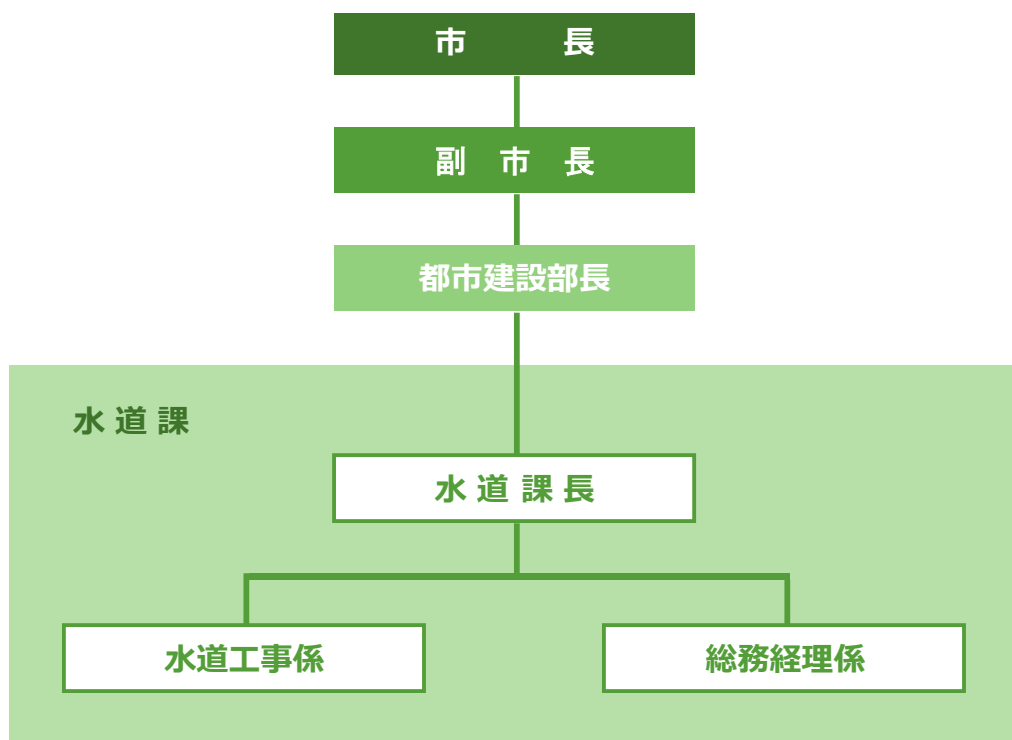 市長
副市長
都市建設部長
水道課
水道課長
水道工事係
総務経理係